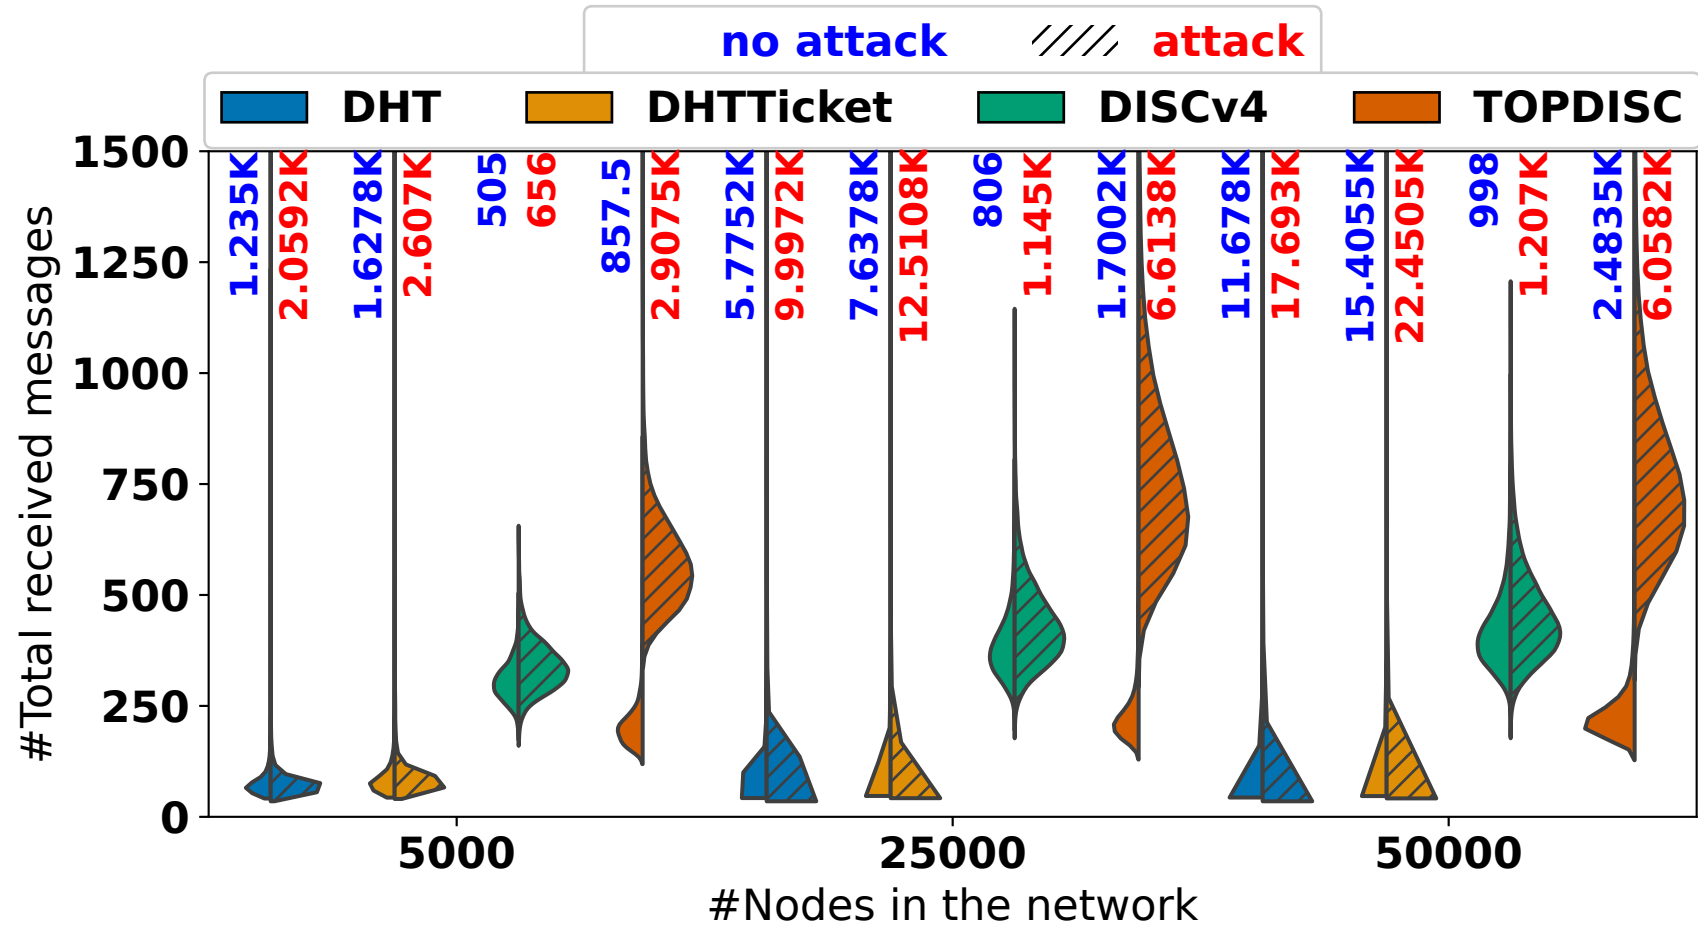 no attack attack
DHT DHTTicket DISCv4 TOPDISC
#Total received messages
1500
1250
1000
750
500
250
0
1.235K
2.0592K
1.6278K
2.607K
505
656
857.5
2.9075K
5.7752K
9.9972K
7.6378K
12.5108K
806
1.145K
1.7002K
6.6138K
11.678K
17.693K
15.4055K
22.4505K
998
1.207K
2.4835K
6.0582K
5000 25000 50000
#Nodes in the network